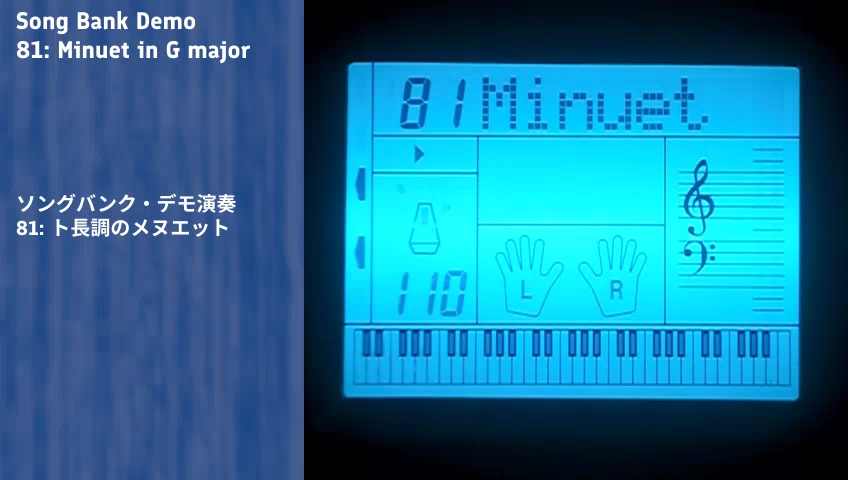 Song Bank Demo
81: Minuet in G major
ソングバンク・デモ演奏
81: ト長調のメヌエット
81 Minuet
110
L R